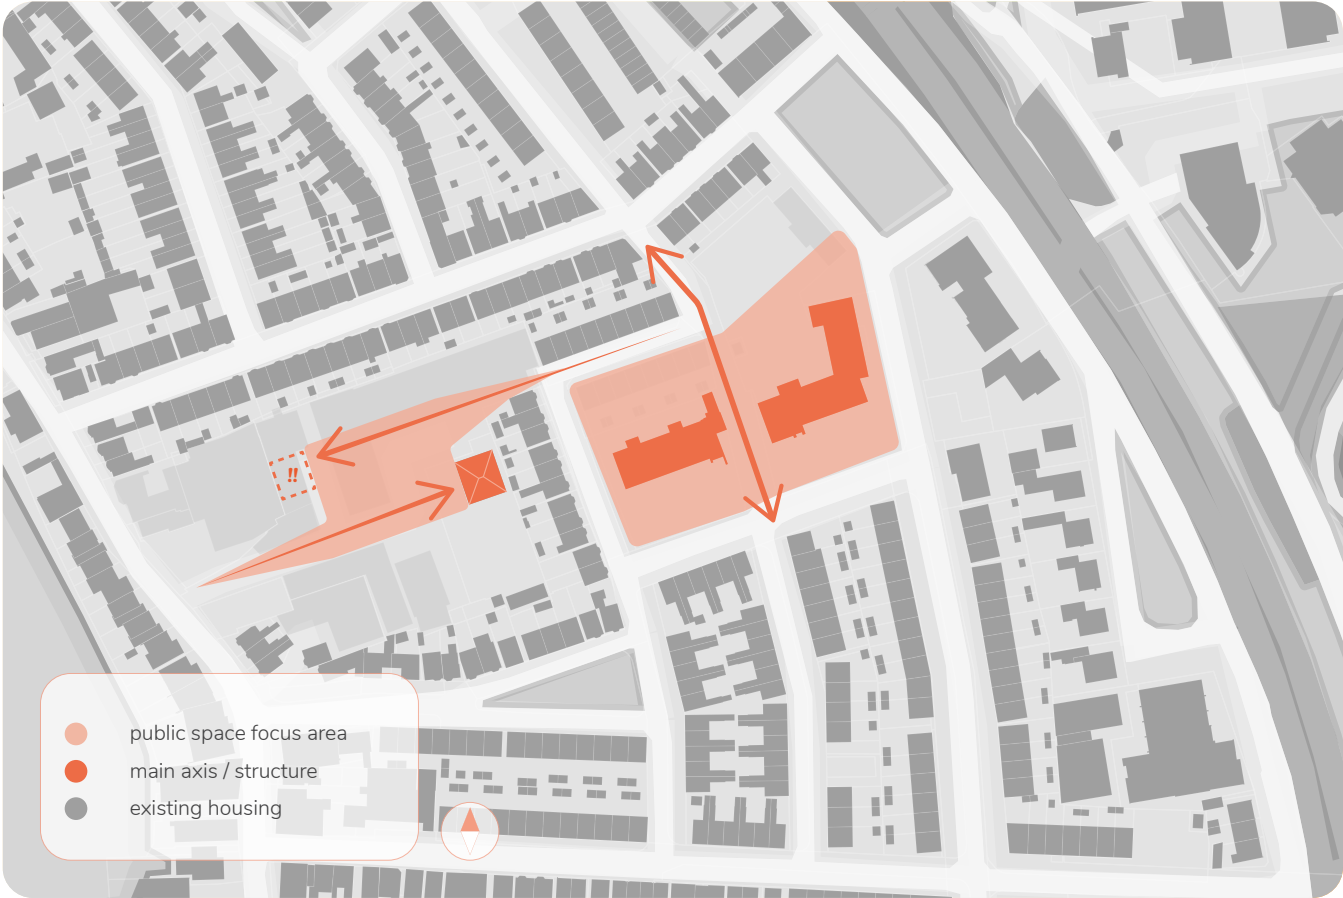 !!
public space focus area
main axis / structure
existing housing